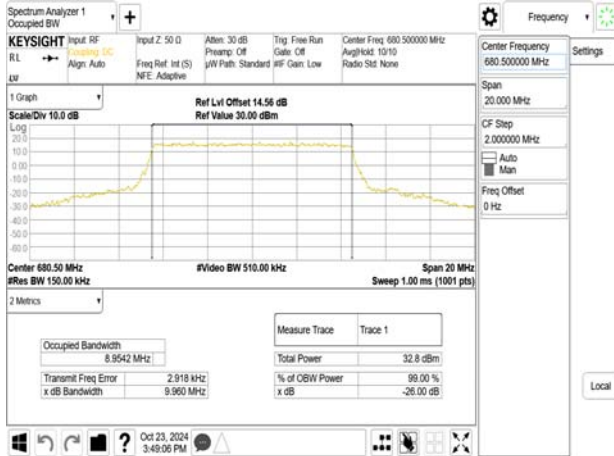 Spectrum Analyzer 1
Occupied BW
+
Frequency
KEYSIGHT
RL
Input: RF
Coupling: DC
Align: Auto
Input Z: 50 Ω
Freq Ref: Int (S)
NFE: Adaptive
Atten: 30 dB
Preamp: Off
µW Path: Standard
Trig: Free Run
Gate: Off
#IF Gain: Low
Center Freq: 680.500000 MHz
Avg|Hold: 10/10
Radio Std: None
Center Frequency
680.500000 MHz
Settings
Span
20.000 MHz
CF Step
2.000000 MHz
Auto
Man
Freq Offset
0 Hz
Local
1 Graph
Scale/Div 10.0 dB
Ref Lvl Offset 14.56 dB
Ref Value 30.00 dBm
Log
20.0
10.0
0.00
-10.0
-20.0
-30.0
-40.0
-50.0
-60.0
Center 680.50 MHz
#Res BW 150.00 kHz
#Video BW 510.00 kHz
Span 20 MHz
Sweep 1.00 ms (1001 pts)
2 Metrics
Measure Trace Trace 1
Occupied Bandwidth
8.9542 MHz
Total Power 32.8 dBm
Transmit Freq Error 2.918 kHz
% of OBW Power 99.00 %
x dB Bandwidth 9.960 MHz
x dB -26.00 dB
?
Oct 23, 2024
3:49:06 PM